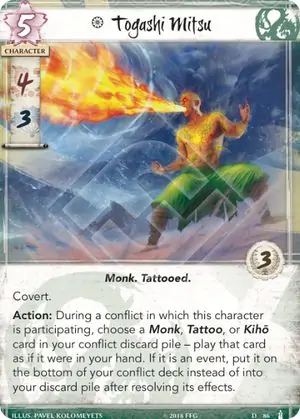 5
Togashi Mitsu
CHARACTER
4
3
3
Monk. Tattooed.
Covert.
Action: During a conflict in which this character
is participating, choose a Monk, Tattoo, or Kihō
card in your conflict discard pile – play that card
as if it were in your hand. If it is an event, put it on
the bottom of your conflict deck instead of into
your discard pile after resolving its effects.
ILLUS. PAVEL KOLOMEYETS ©2018 FFG D 86